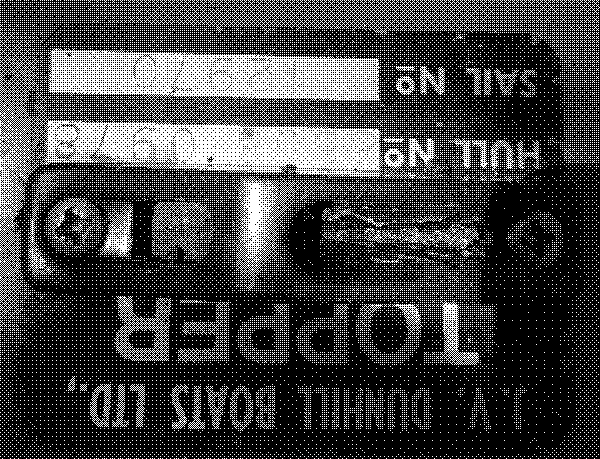 J.V. DUNHILL BOATS LTD.,
TOPPER
HULL Nº
SAIL Nº